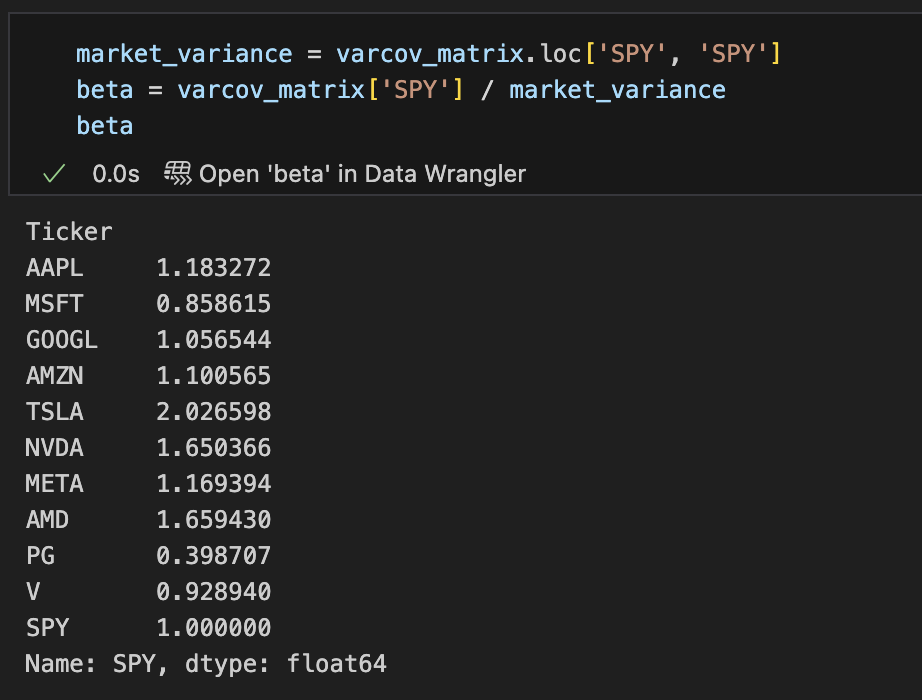 market_variance = varcov_matrix.loc['SPY', 'SPY']
beta = varcov_matrix['SPY'] / market_variance
beta
0.0s Open 'beta' in Data Wrangler
Ticker
AAPL 1.183272
MSFT 0.858615
GOOGL 1.056544
AMZN 1.100565
TSLA 2.026598
NVDA 1.650366
META 1.169394
AMD 1.659430
PG 0.398707
V 0.928940
SPY 1.000000
Name: SPY, dtype: float64